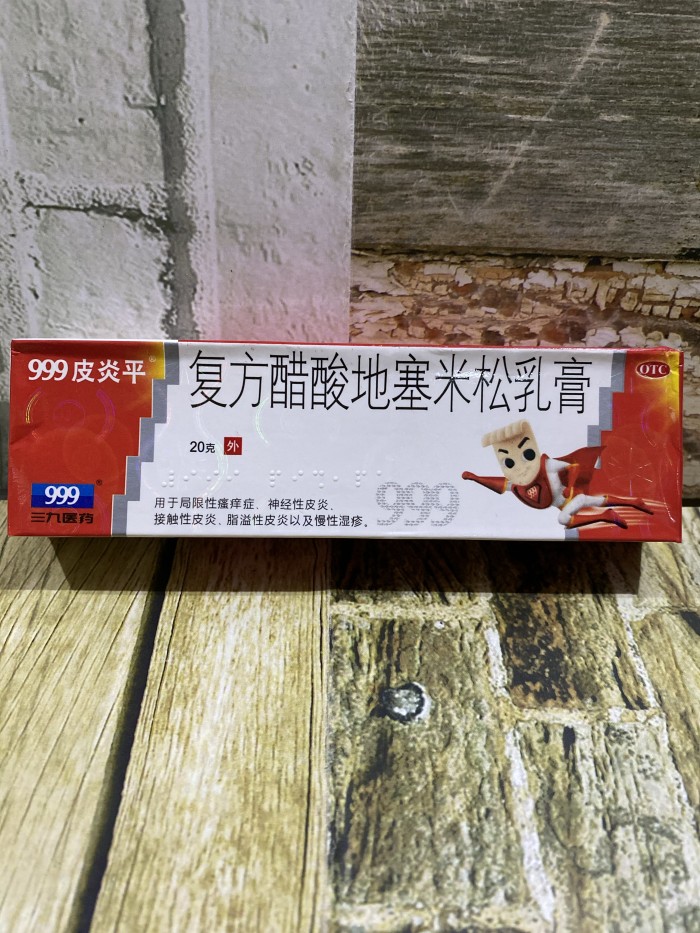 999皮炎平®
复方醋酸地塞米松乳膏
OTC
20克 外
999
用于局限性瘙痒症、神经性皮炎、
接触性皮炎、脂溢性皮炎以及慢性湿疹。
999®
三九医药
999